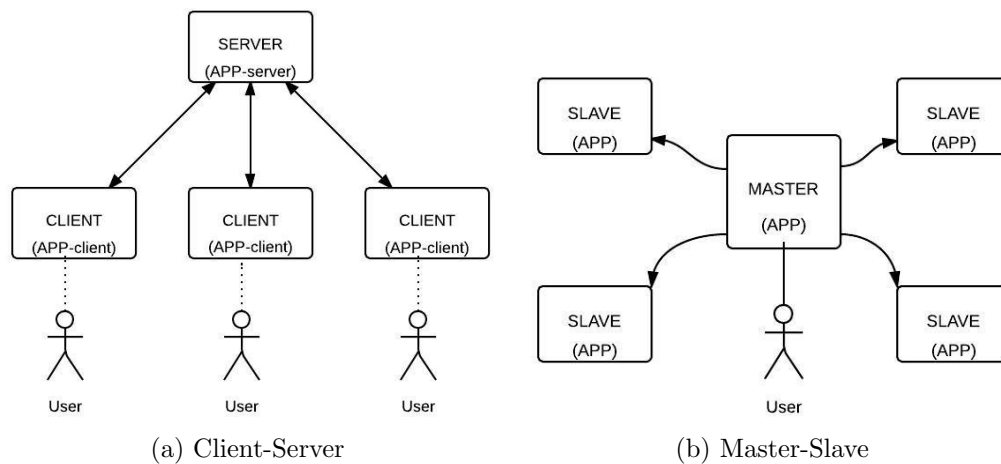 SERVER
(APP-server)
CLIENT
(APP-client)
CLIENT
(APP-client)
CLIENT
(APP-client)
User
User
User
(a) Client-Server
SLAVE
(APP)
SLAVE
(APP)
MASTER
(APP)
SLAVE
(APP)
SLAVE
(APP)
User
(b) Master-Slave